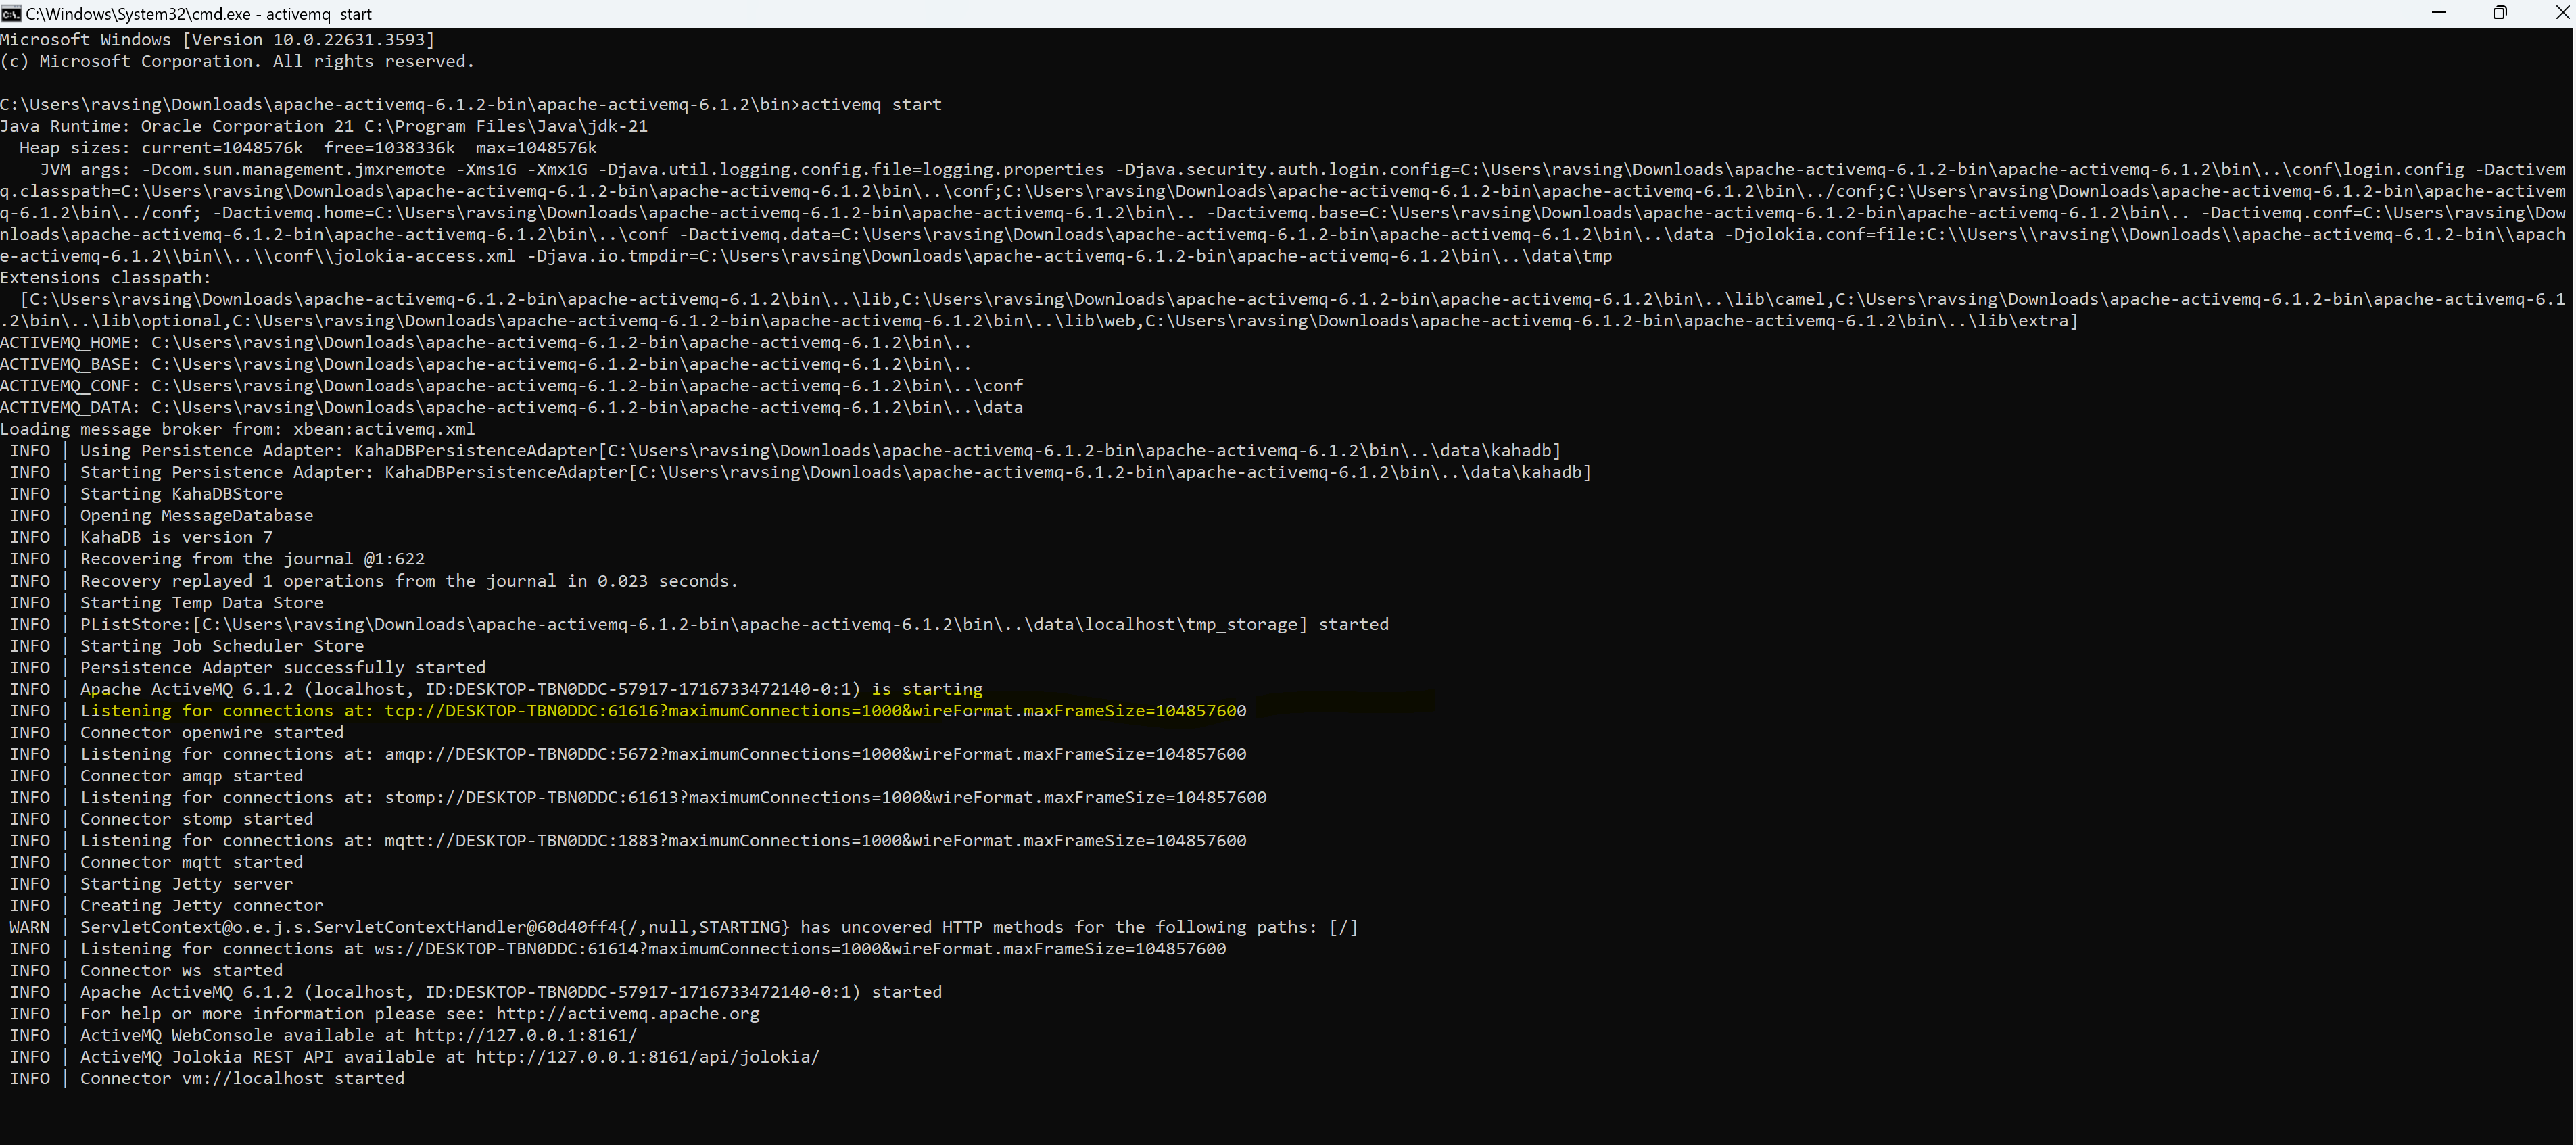 C:\Windows\System32\cmd.exe - activemq  start
Microsoft Windows [Version 10.0.22631.3593]
(c) Microsoft Corporation. All rights reserved.
C:\Users\ravsing\Downloads\apache-activemq-6.1.2-bin\apache-activemq-6.1.2\bin>activemq start
Java Runtime: Oracle Corporation 21 C:\Program Files\Java\jdk-21
  Heap sizes: current=1048576k  free=1038336k  max=1048576k
    JVM args: -Dcom.sun.management.jmxremote -Xms1G -Xmx1G -Djava.util.logging.config.file=logging.properties -Djava.security.auth.login.config=C:\Users\ravsing\Downloads\apache-activemq-6.1.2-bin\apache-activemq-6.1.2\bin\..\conf\login.config -Dactivem
q.classpath=C:\Users\ravsing\Downloads\apache-activemq-6.1.2-bin\apache-activemq-6.1.2\bin\..\conf;C:\Users\ravsing\Downloads\apache-activemq-6.1.2-bin\apache-activemq-6.1.2\bin\../conf;C:\Users\ravsing\Downloads\apache-activemq-6.1.2-bin\apache-activem
q-6.1.2\bin\../conf; -Dactivemq.home=C:\Users\ravsing\Downloads\apache-activemq-6.1.2-bin\apache-activemq-6.1.2\bin\.. -Dactivemq.base=C:\Users\ravsing\Downloads\apache-activemq-6.1.2-bin\apache-activemq-6.1.2\bin\.. -Dactivemq.conf=C:\Users\ravsing\Dow
nloads\apache-activemq-6.1.2-bin\apache-activemq-6.1.2\bin\..\conf -Dactivemq.data=C:\Users\ravsing\Downloads\apache-activemq-6.1.2-bin\apache-activemq-6.1.2\bin\..\data -Djolokia.conf=file:C:\\Users\\ravsing\\Downloads\\apache-activemq-6.1.2-bin\\apach
e-activemq-6.1.2\\bin\\..\\conf\\jolokia-access.xml -Djava.io.tmpdir=C:\Users\ravsing\Downloads\apache-activemq-6.1.2-bin\apache-activemq-6.1.2\bin\..\data\tmp
Extensions classpath:
  [C:\Users\ravsing\Downloads\apache-activemq-6.1.2-bin\apache-activemq-6.1.2\bin\..\lib,C:\Users\ravsing\Downloads\apache-activemq-6.1.2-bin\apache-activemq-6.1.2\bin\..\lib\camel,C:\Users\ravsing\Downloads\apache-activemq-6.1.2-bin\apache-activemq-6.1
.2\bin\..\lib\optional,C:\Users\ravsing\Downloads\apache-activemq-6.1.2-bin\apache-activemq-6.1.2\bin\..\lib\web,C:\Users\ravsing\Downloads\apache-activemq-6.1.2-bin\apache-activemq-6.1.2\bin\..\lib\extra]
ACTIVEMQ_HOME: C:\Users\ravsing\Downloads\apache-activemq-6.1.2-bin\apache-activemq-6.1.2\bin\..
ACTIVEMQ_BASE: C:\Users\ravsing\Downloads\apache-activemq-6.1.2-bin\apache-activemq-6.1.2\bin\..
ACTIVEMQ_CONF: C:\Users\ravsing\Downloads\apache-activemq-6.1.2-bin\apache-activemq-6.1.2\bin\..\conf
ACTIVEMQ_DATA: C:\Users\ravsing\Downloads\apache-activemq-6.1.2-bin\apache-activemq-6.1.2\bin\..\data
Loading message broker from: xbean:activemq.xml
 INFO | Using Persistence Adapter: KahaDBPersistenceAdapter[C:\Users\ravsing\Downloads\apache-activemq-6.1.2-bin\apache-activemq-6.1.2\bin\..\data\kahadb]
 INFO | Starting Persistence Adapter: KahaDBPersistenceAdapter[C:\Users\ravsing\Downloads\apache-activemq-6.1.2-bin\apache-activemq-6.1.2\bin\..\data\kahadb]
 INFO | Starting KahaDBStore
 INFO | Opening MessageDatabase
 INFO | KahaDB is version 7
 INFO | Recovering from the journal @1:622
 INFO | Recovery replayed 1 operations from the journal in 0.023 seconds.
 INFO | Starting Temp Data Store
 INFO | PListStore:[C:\Users\ravsing\Downloads\apache-activemq-6.1.2-bin\apache-activemq-6.1.2\bin\..\data\localhost\tmp_storage] started
 INFO | Starting Job Scheduler Store
 INFO | Persistence Adapter successfully started
 INFO | Apache ActiveMQ 6.1.2 (localhost, ID:DESKTOP-TBN0DDC-57917-1716733472140-0:1) is starting
 INFO | Listening for connections at: tcp://DESKTOP-TBN0DDC:61616?maximumConnections=1000&wireFormat.maxFrameSize=104857600
 INFO | Connector openwire started
 INFO | Listening for connections at: amqp://DESKTOP-TBN0DDC:5672?maximumConnections=1000&wireFormat.maxFrameSize=104857600
 INFO | Connector amqp started
 INFO | Listening for connections at: stomp://DESKTOP-TBN0DDC:61613?maximumConnections=1000&wireFormat.maxFrameSize=104857600
 INFO | Connector stomp started
 INFO | Listening for connections at: mqtt://DESKTOP-TBN0DDC:1883?maximumConnections=1000&wireFormat.maxFrameSize=104857600
 INFO | Connector mqtt started
 INFO | Starting Jetty server
 INFO | Creating Jetty connector
 WARN | ServletContext@o.e.j.s.ServletContextHandler@60d40ff4{/,null,STARTING} has uncovered HTTP methods for the following paths: [/]
 INFO | Listening for connections at ws://DESKTOP-TBN0DDC:61614?maximumConnections=1000&wireFormat.maxFrameSize=104857600
 INFO | Connector ws started
 INFO | Apache ActiveMQ 6.1.2 (localhost, ID:DESKTOP-TBN0DDC-57917-1716733472140-0:1) started
 INFO | For help or more information please see: http://activemq.apache.org
 INFO | ActiveMQ WebConsole available at http://127.0.0.1:8161/
 INFO | ActiveMQ Jolokia REST API available at http://127.0.0.1:8161/api/jolokia/
 INFO | Connector vm://localhost started